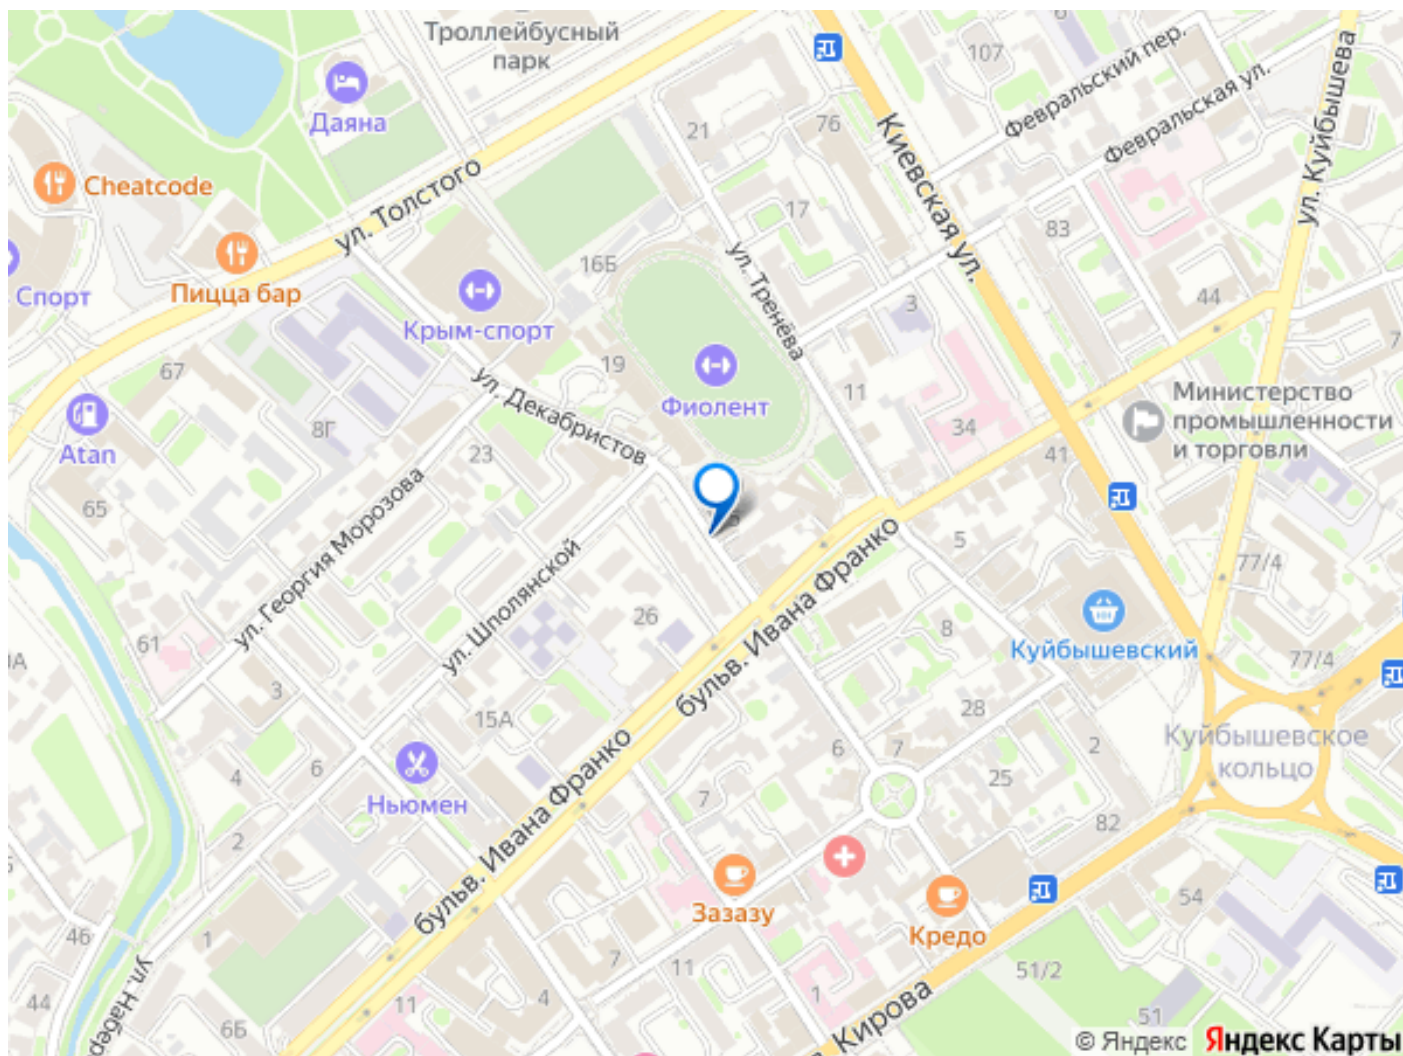 Троллейбусный
парк
6
107
Февральский пер.
Февральская ул.
ул. Куйбышева
Даяна
21
76
Киевская ул.
Cheatcode
ул. Толстого
17
83
Спорт
Пицца бар
16Б
ул. Тренёва
44
Крым-спорт
3
67
19
7
ул. Декабристов
Фиолент
11
Министерство
промышленности
и торговли
34
8Г
Atan
23
41
65
ул. Георгия Морозова
5
бульв. Ивана Франко
77/4
ул. Шполянской
26
61
8
Куйбышевский
77/4
3
15А
28
Куйбышевское
кольцо
6
7
2
4
6
25
Ньюмен
7
бульв. Ивана Франко
82
2
Зазазу
54
Кредо
46
1
ул. Набер
7
11
51/2
44
4
1
11
6Б
Кирова
51
© Яндекс Яндекс Карты